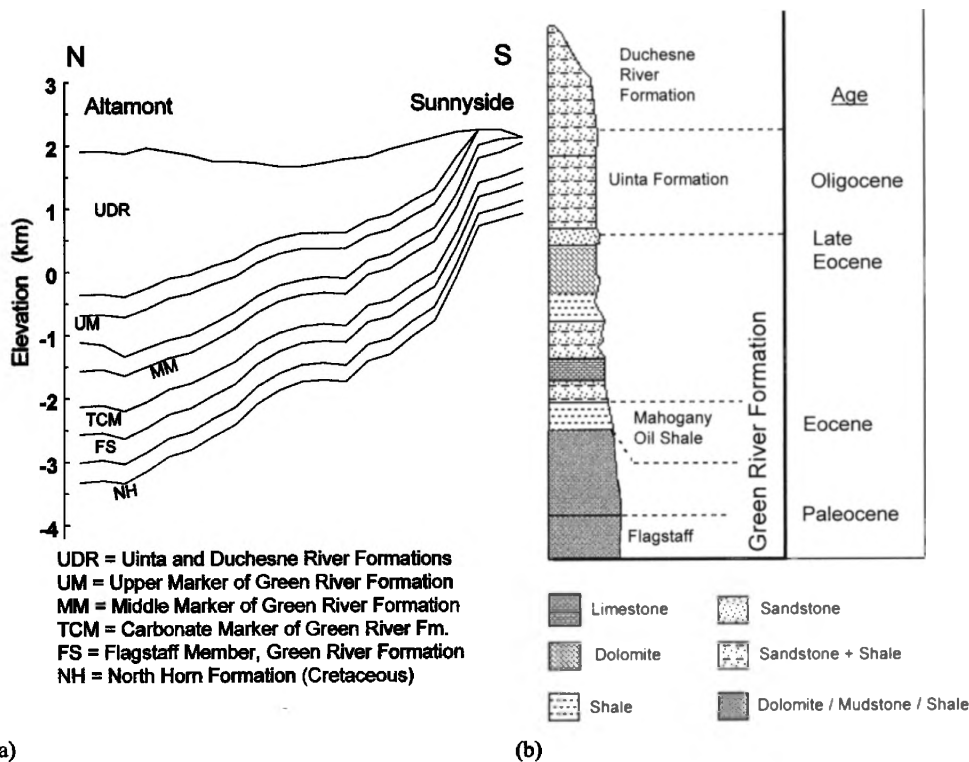 N
S
Altamont
Sunnyside
Elevation (km)
3
2
1
0
-1
-2
-3
-4
UDR
UM
MM
TCM
FS
NH
UDR = Uinta and Duchesne River Formations
UM = Upper Marker of Green River Formation
MM = Middle Marker of Green River Formation
TCM = Carbonate Marker of Green River Fm.
FS = Flagstaff Member, Green River Formation
NH = North Horn Formation (Cretaceous)
a)
Duchesne
River
Formation
Uinta Formation
Mahogany
Oil Shale
Flagstaff
Green River Formation
Age
Oligocene
Late
Eocene
Eocene
Paleocene
Limestone
Dolomite
Shale
Sandstone
Sandstone + Shale
Dolomite / Mudstone / Shale
(b)